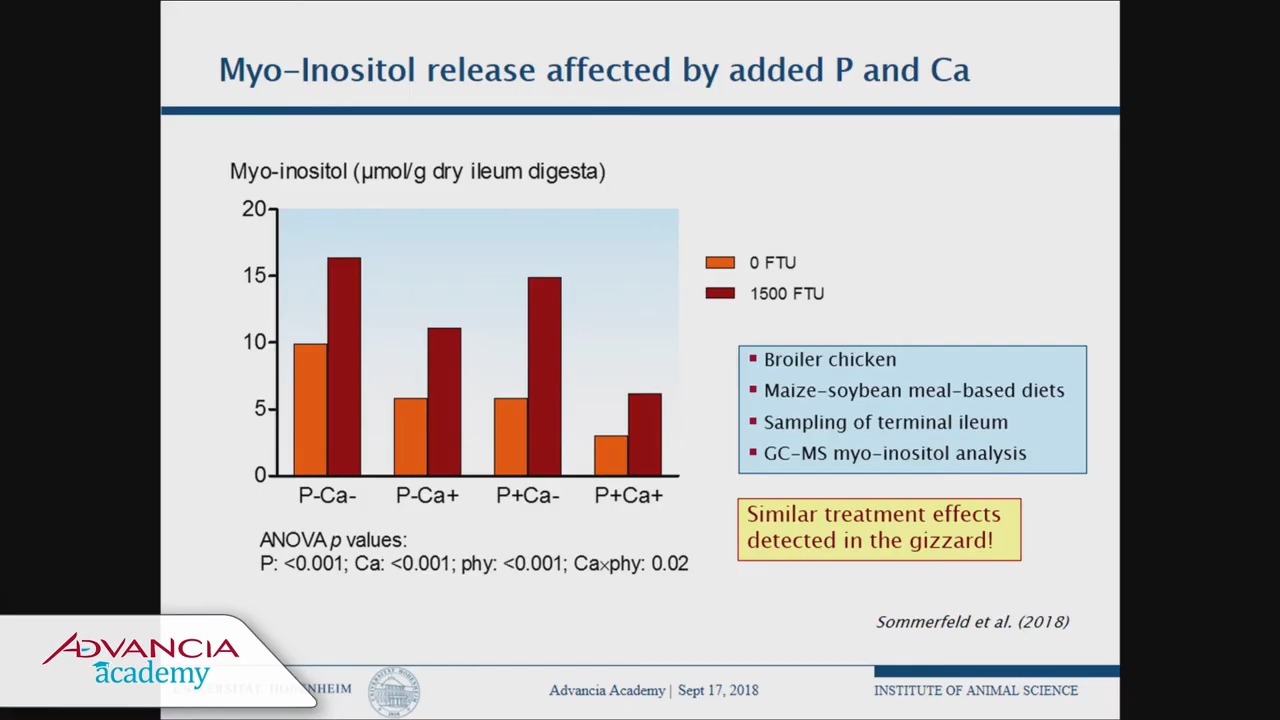 Myo-Inositol release affected by added P and Ca
Myo-inositol (µmol/g dry ileum digesta)
20
15
10
5
0
P-Ca-
P-Ca+
P+Ca-
P+Ca+
0 FTU
1500 FTU
Broiler chicken
Maize-soybean meal-based diets
Sampling of terminal ileum
GC-MS myo-inositol analysis
ANOVA p values:
P: <0.001; Ca: <0.001; phy: <0.001; Ca×phy: 0.02
Similar treatment effects
detected in the gizzard!
Sommerfeld et al. (2018)
ADVANCIA
academy
Advancia Academy | Sept 17, 2018
INSTITUTE OF ANIMAL SCIENCE